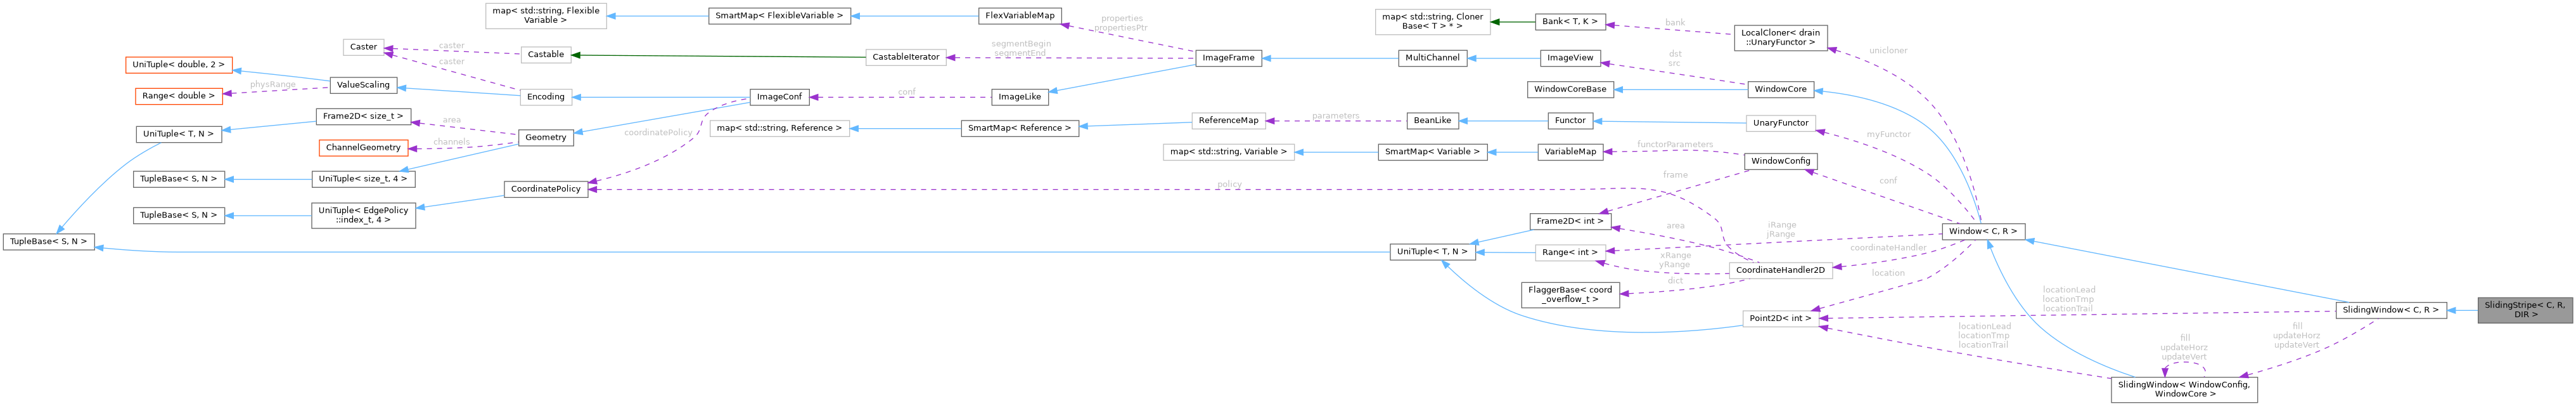 map< std::string, Flexible
Variable >
SmartMap< FlexibleVariable >
FlexVariableMap
properties
propertiesPtr
map< std::string, Cloner
Base< T > * >
Bank< T, K >
bank
LocalCloner< drain
::UnaryFunctor >
unicloner
Caster
caster
caster
Castable
CastableIterator
segmentBegin
segmentEnd
ImageFrame
MultiChannel
ImageView
dst
src
UniTuple< double, 2 >
ValueScaling
physRange
Range< double >
Encoding
ImageConf
conf
ImageLike
WindowCoreBase
WindowCore
Frame2D< size_t >
area
UniTuple< T, N >
ChannelGeometry
channels
Geometry
coordinatePolicy
map< std::string, Reference >
SmartMap< Reference >
ReferenceMap
parameters
BeanLike
Functor
UnaryFunctor
myFunctor
map< std::string, Variable >
SmartMap< Variable >
VariableMap
functorParameters
WindowConfig
conf
frame
TupleBase< S, N >
UniTuple< size_t, 4 >
CoordinatePolicy
policy
TupleBase< S, N >
UniTuple< EdgePolicy
::index_t, 4 >
TupleBase< S, N >
UniTuple< T, N >
Frame2D< int >
area
Range< int >
iRange
jRange
xRange
yRange
CoordinateHandler2D
coordinateHandler
dict
FlaggerBase< coord
_overflow_t >
location
Point2D< int >
Window< C, R >
locationLead
locationTmp
locationTrail
locationLead
locationTmp
locationTrail
fill
updateHorz
updateVert
fill
updateHorz
updateVert
SlidingWindow< C, R >
SlidingStripe< C, R,
DIR >
SlidingWindow< WindowConfig,
WindowCore >